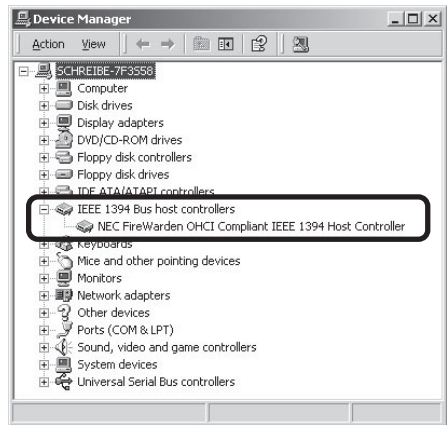 Device Manager
Action View
SCHREIBE-7F3558
Computer
Disk drives
Display adapters
DVD/CD-ROM drives
Floppy disk controllers
Floppy disk drives
IDE ATA/ATAPI controllers
IEEE 1394 Bus host controllers
NEC FireWarden OHCI Compliant IEEE 1394 Host Controller
Keyboards
Mice and other pointing devices
Monitors
Network adapters
Other devices
Ports (COM & LPT)
Sound, video and game controllers
System devices
Universal Serial Bus controllers